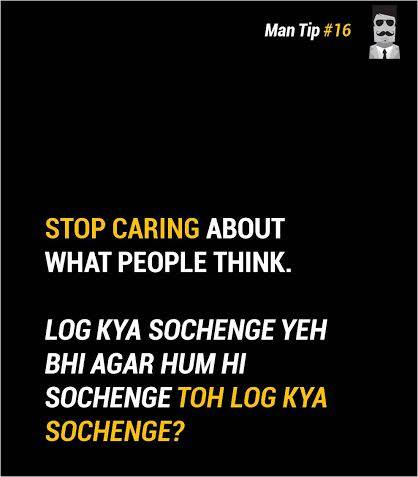 Man Tip #16
STOP CARING ABOUT
WHAT PEOPLE THINK.
LOG KYA SOCHENGE YEH
BHI AGAR HUM HI
SOCHENGE TOH LOG KYA
SOCHENGE?